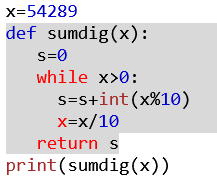 x=54289
def sumdig(x):
    s=0
    while x>0:
        s=s+int(x%10)
        x=x/10
    return s
print(sumdig(x))